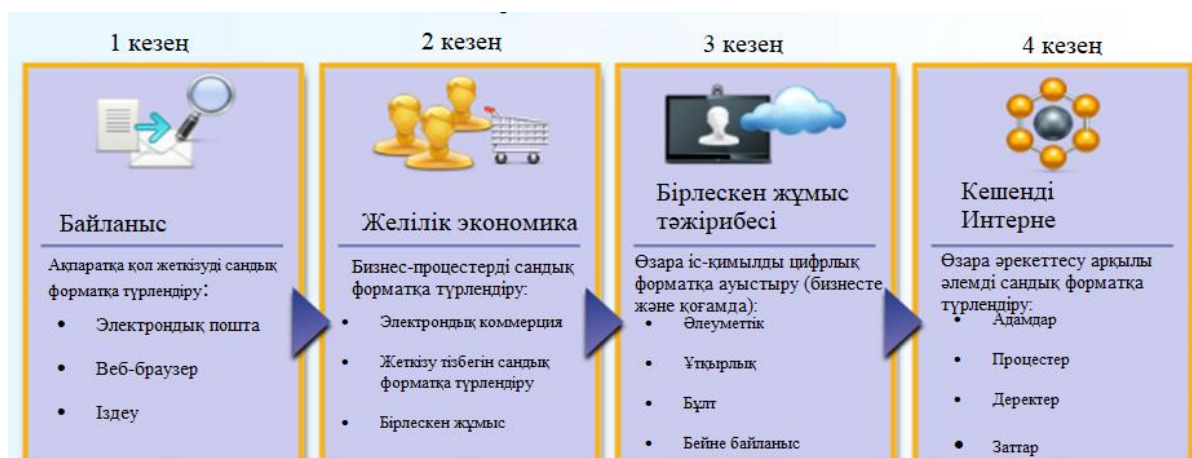 1 кезең
Байланыс
Ақпаратқа қол жеткізуді сандық
форматқа түрлендіру:
• Электрондық пошта
• Веб-браузер
• Іздеу
2 кезең
Желілік экономика
Бизнес-процестерді сандық
форматқа түрлендіру:
• Электрондық коммерция
• Жеткізу тізбегін сандық
форматқа түрлендіру
• Бірлескен жұмыс
3 кезең
Бірлескен жұмыс
тәжірибесі
Өзара іс-қимылды цифрлық
форматқа ауыстыру (бизнесте
және қоғамда):
• Әлеуметтік
• Ұтқырлық
• Бұлт
• Бейне байланыс
4 кезең
Кешенді
Интерне
Өзара әрекеттесу арқылы
әлемді сандық форматқа
түрлендіру:
• Адамдар
• Процестер
• Деректер
• Заттар